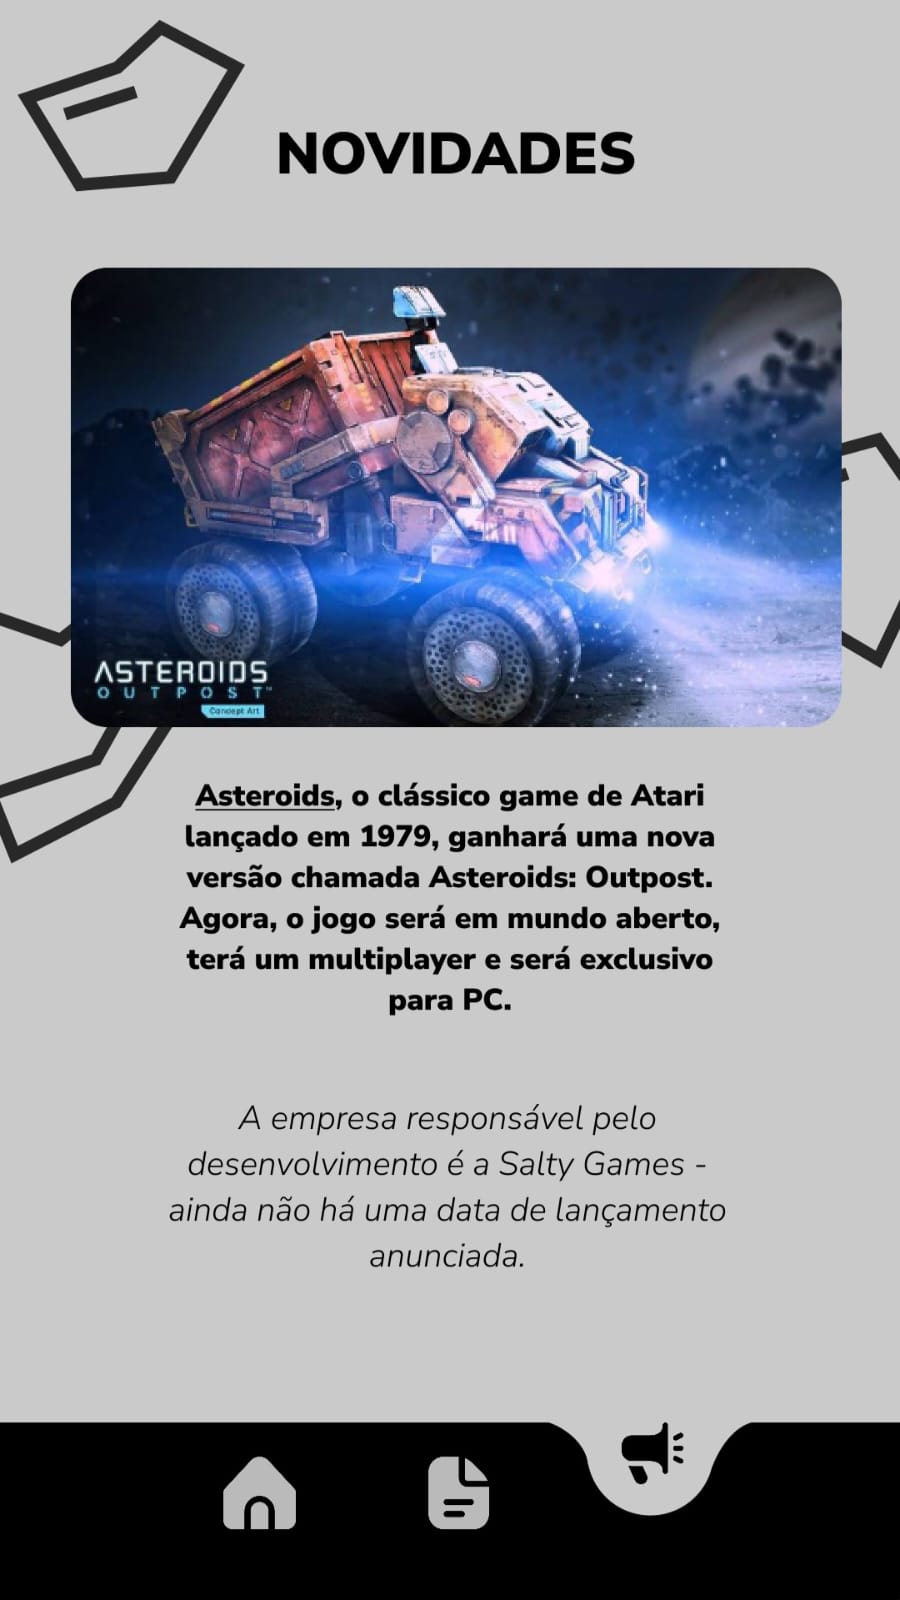 NOVIDADES
ASTEROIDS
OUTPOST™
Concept Art
Asteroids, o clássico game de Atari
lançado em 1979, ganhará uma nova
versão chamada Asteroids: Outpost.
Agora, o jogo será em mundo aberto,
terá um multiplayer e será exclusivo
para PC.
A empresa responsável pelo
desenvolvimento é a Salty Games -
ainda não há uma data de lançamento
anunciada.